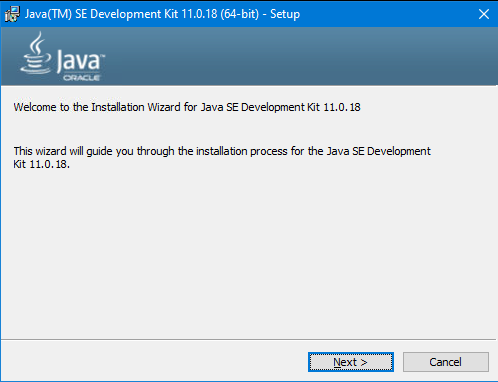 Java(TM) SE Development Kit 11.0.18 (64-bit) - Setup
Java™
ORACLE
Welcome to the Installation Wizard for Java SE Development Kit 11.0.18
This wizard will guide you through the installation process for the Java SE Development
Kit 11.0.18.
Next >
Cancel